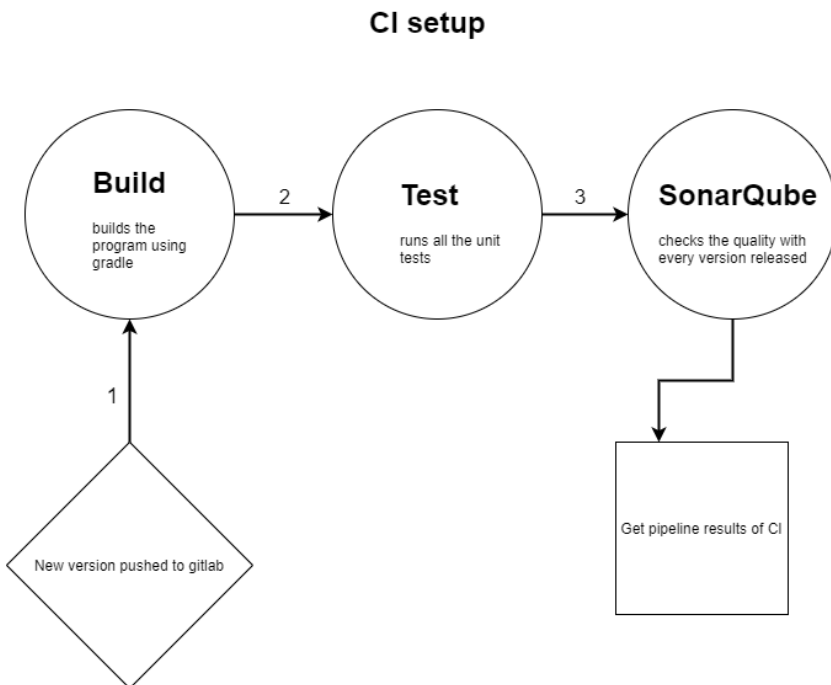 CI setup
Build
builds the
program using
gradle
2
Test
runs all the unit
tests
3
SonarQube
checks the quality with
every version released
1
New version pushed to gitlab
Get pipeline results of CI